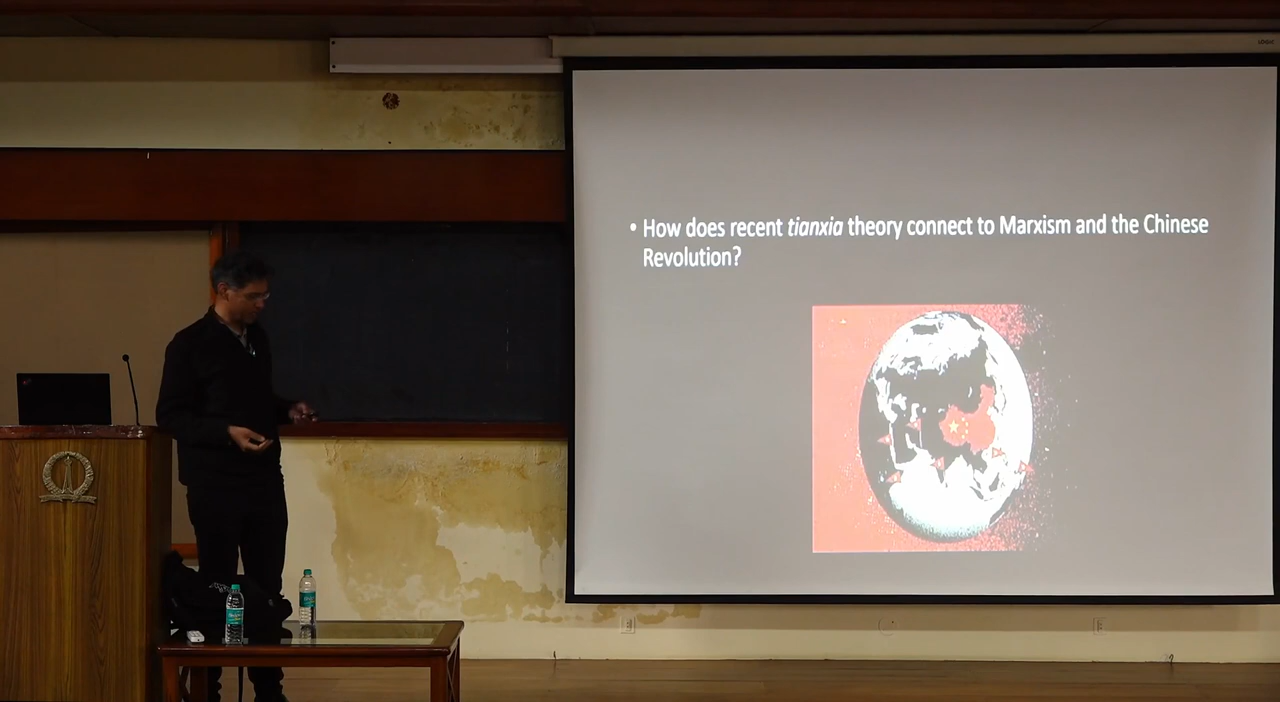 • How does recent tianxia theory connect to Marxism and the Chinese
Revolution?